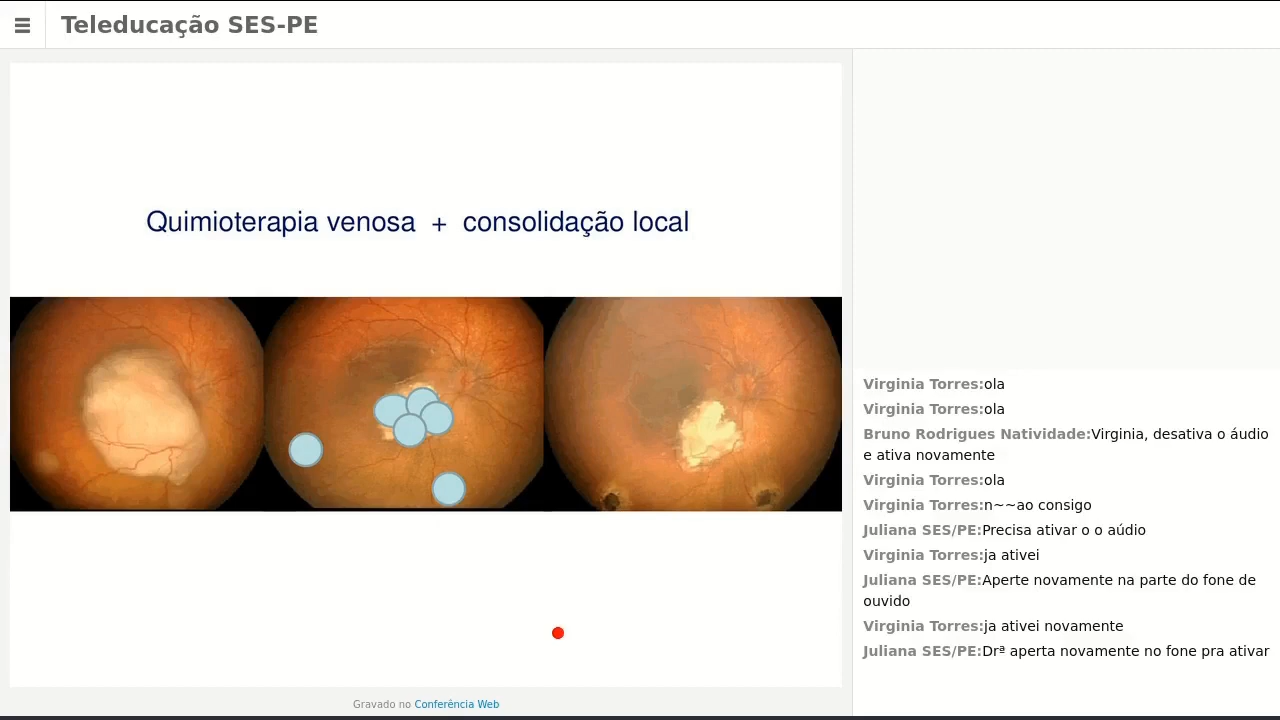 Teleducação SES-PE
Quimioterapia venosa + consolidação local
Virginia Torres:ola
Virginia Torres:ola
Bruno Rodrigues Natividade:Virginia, desativa o áudio
e ativa novamente
Virginia Torres:ola
Virginia Torres:n~~ao consigo
Juliana SES/PE:Precisa ativar o o aúdio
Virginia Torres:ja ativei
Juliana SES/PE:Aperte novamente na parte do fone de
ouvido
Virginia Torres:ja ativei novamente
Juliana SES/PE:Drª aperta novamente no fone pra ativar
Gravado no Conferência Web